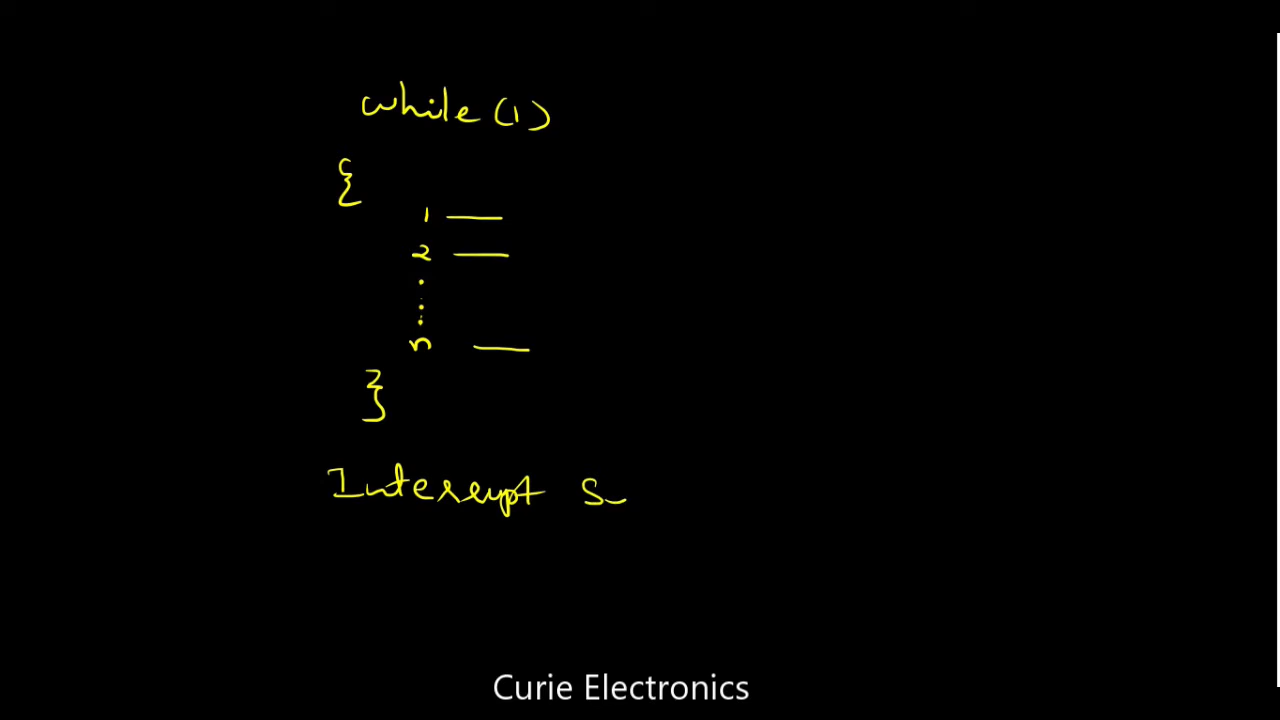 while (1)
{
1 —
2 —
n —
}
Interrupt S
Curie Electronics